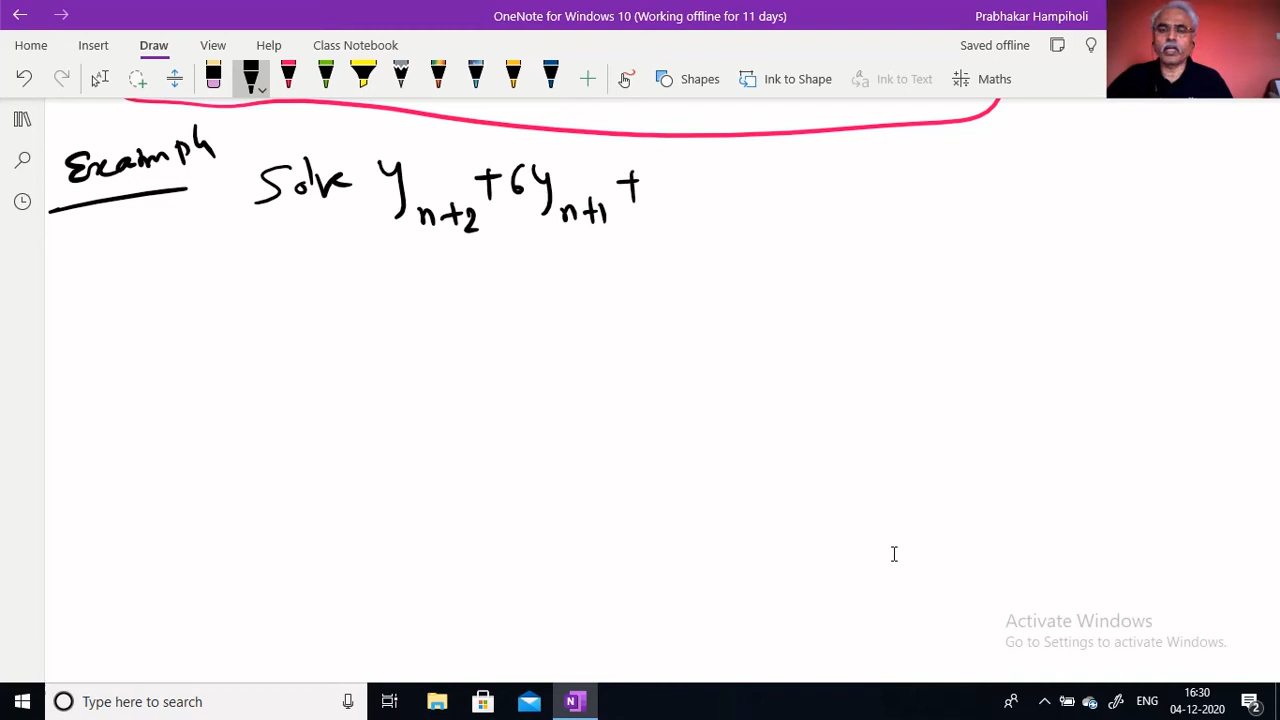 OneNote for Windows 10 (Working offline for 11 days)
Prabhakar Hampiholi
Home Insert Draw View Help Class Notebook
Saved offline
Shapes Ink to Shape Ink to Text Maths
Example Solve y_{n+2} + 6y_{n+1} +
Activate Windows
Go to Settings to activate Windows.
Type here to search
ENG
16:30
04-12-2020
2